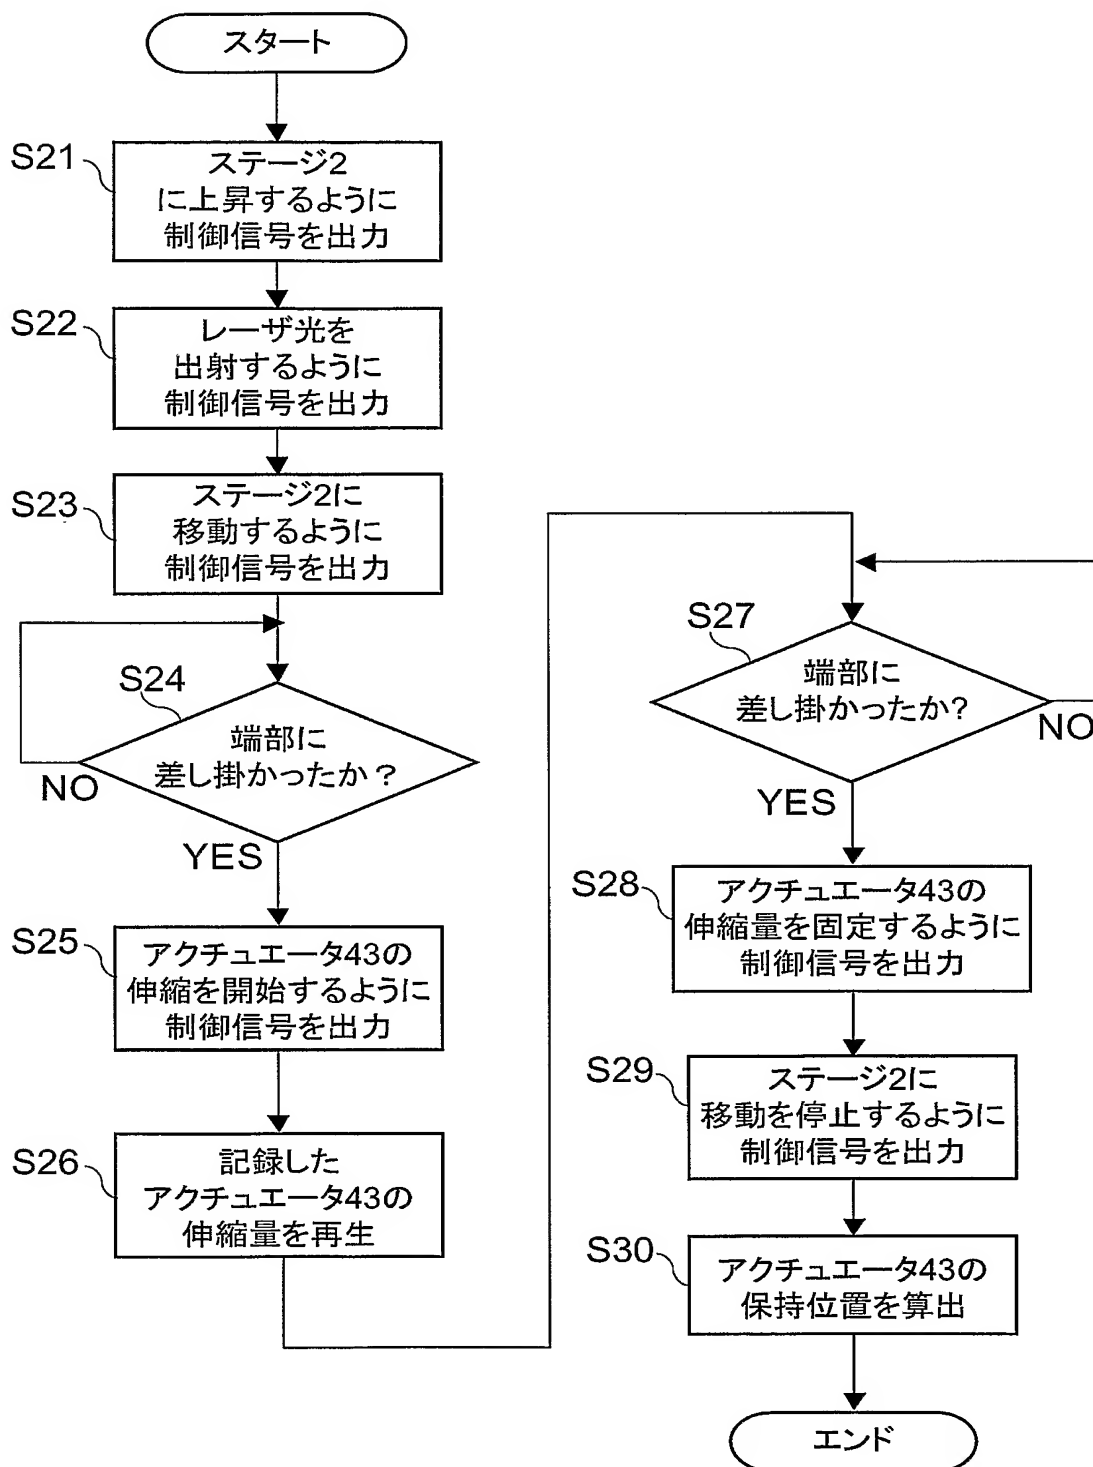 スタート
S21
ステージ2
に上昇するように
制御信号を出力
S22
レーザ光を
出射するように
制御信号を出力
S23
ステージ2に
移動するように
制御信号を出力
S24
端部に
差し掛かったか？
NO
YES
S25
アクチュエータ43の
伸縮を開始するように
制御信号を出力
S26
記録した
アクチュエータ43の
伸縮量を再生
S27
端部に
差し掛かったか?
NO
YES
S28
アクチュエータ43の
伸縮量を固定するように
制御信号を出力
S29
ステージ2に
移動を停止するように
制御信号を出力
S30
アクチュエータ43の
保持位置を算出
エンド